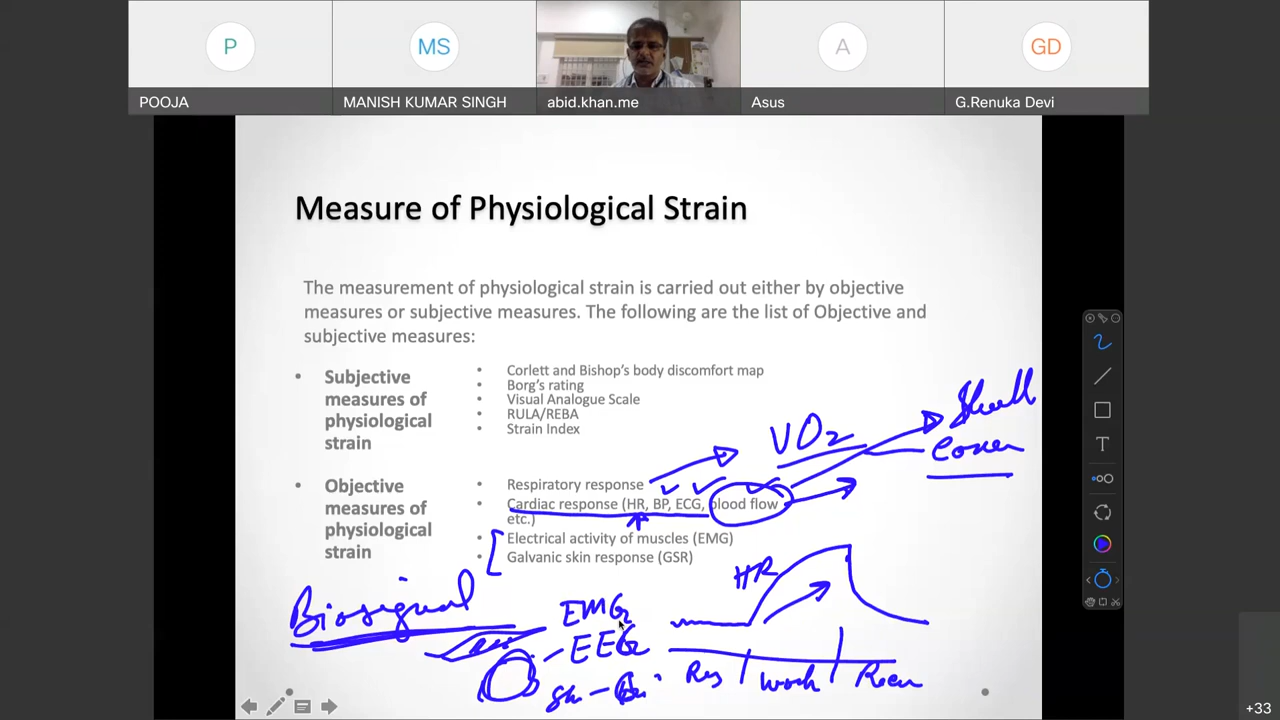 P
MS
A
GD
POOJA
MANISH KUMAR SINGH
abid.khan.me
Asus
G.Renuka Devi
Measure of Physiological Strain
The measurement of physiological strain is carried out either by objective
measures or subjective measures. The following are the list of Objective and
subjective measures:
• Subjective
measures of
physiological
strain
• Corlett and Bishop's body discomfort map
• Borg's rating
• Visual Analogue Scale
• RULA/REBA
• Strain Index
VO2
• Objective
measures of
physiological
strain
• Respiratory response
• Cardiac response (HR, BP, ECG, blood flow
etc.)
• Electrical activity of muscles (EMG)
• Galvanic skin response (GSR)
HR
Biosignal
EMG
EEG
Res
work
T
+33